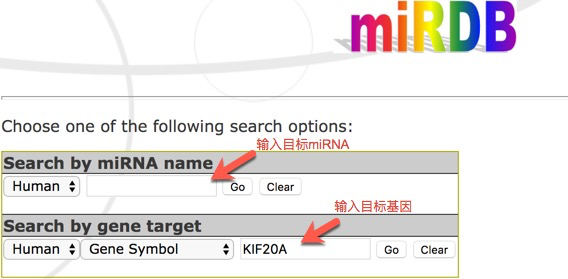 miRDB
Choose one of the following search options:
输入目标miRNA
Search by miRNA name
Human Go Clear
输入目标基因
Search by gene target
Human Gene Symbol KIF20A Go Clear